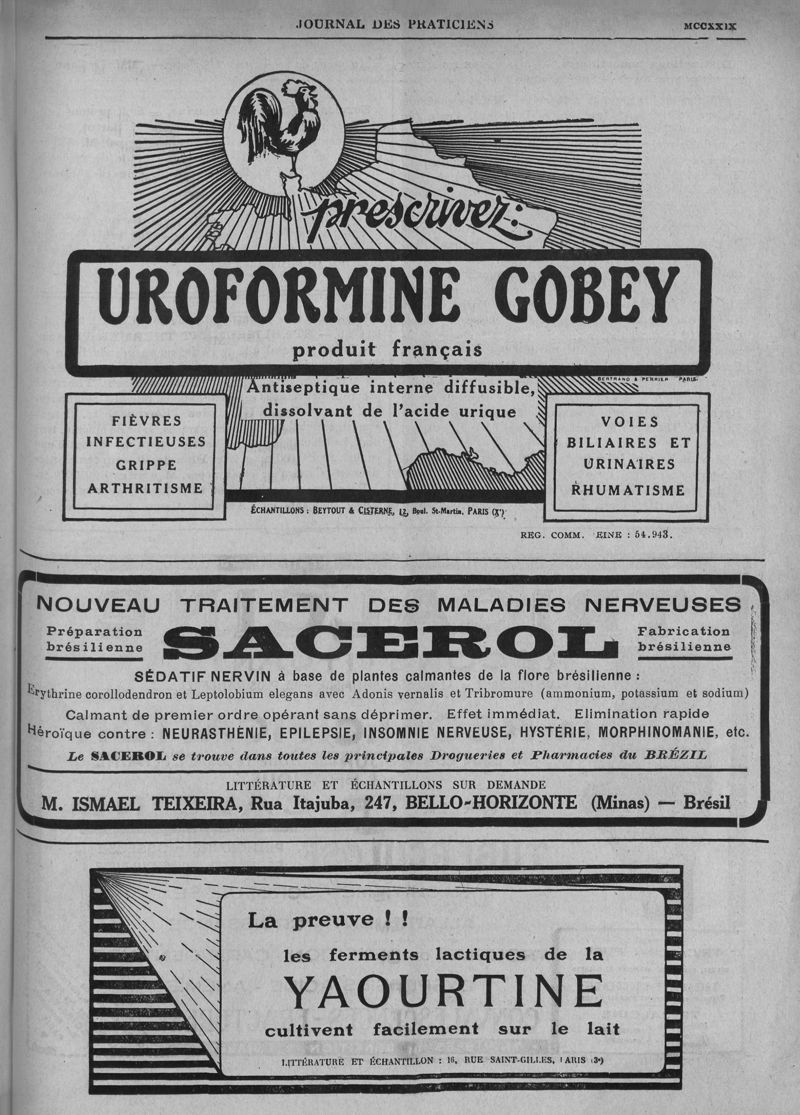 JOURNAL DES PRATICIENS
MCCXXIX
prescrivez:
UROFORMINE GOBEY
produit français
BERTRAND & PERRIER PARIS
Antiseptique interne diffusible,
dissolvant de l'acide urique
FIÈVRES
INFECTIEUSES
GRIPPE
ARTHRITISME
VOIES
BILIAIRES ET
URINAIRES
RHUMATISME
ÉCHANTILLONS : BEYTOUT & CISTERNE, 12, Boul. St-Martin, PARIS (Xᵉ)
REG. COMM. EINE : 54.943.
NOUVEAU TRAITEMENT DES MALADIES NERVEUSES
Préparation
brésilienne
SACEROL
Fabrication
brésilienne
SÉDATIF NERVIN à base de plantes calmantes de la flore brésilienne :
Erythrine corollodendron et Leptolobium elegans avec Adonis vernalis et Tribromure (ammonium, potassium et sodium)
Calmant de premier ordre opérant sans déprimer. Effet immédiat. Elimination rapide
Héroïque contre : NEURASTHÉNIE, EPILEPSIE, INSOMNIE NERVEUSE, HYSTÉRIE, MORPHINOMANIE, etc.
Le SACEROL se trouve dans toutes les principales Drogueries et Pharmacies du BRÉZIL
LITTÉRATURE ET ÉCHANTILLONS SUR DEMANDE
M. ISMAEL TEIXEIRA, Rua Itajuba, 247, BELLO-HORIZONTE (Minas) — Brésil
La preuve ! !
les ferments lactiques de la
YAOURTINE
cultivent facilement sur le lait
LITTÉRATURE ET ÉCHANTILLON : 16, RUE SAINT-GILLES, PARIS (3ᵉ)